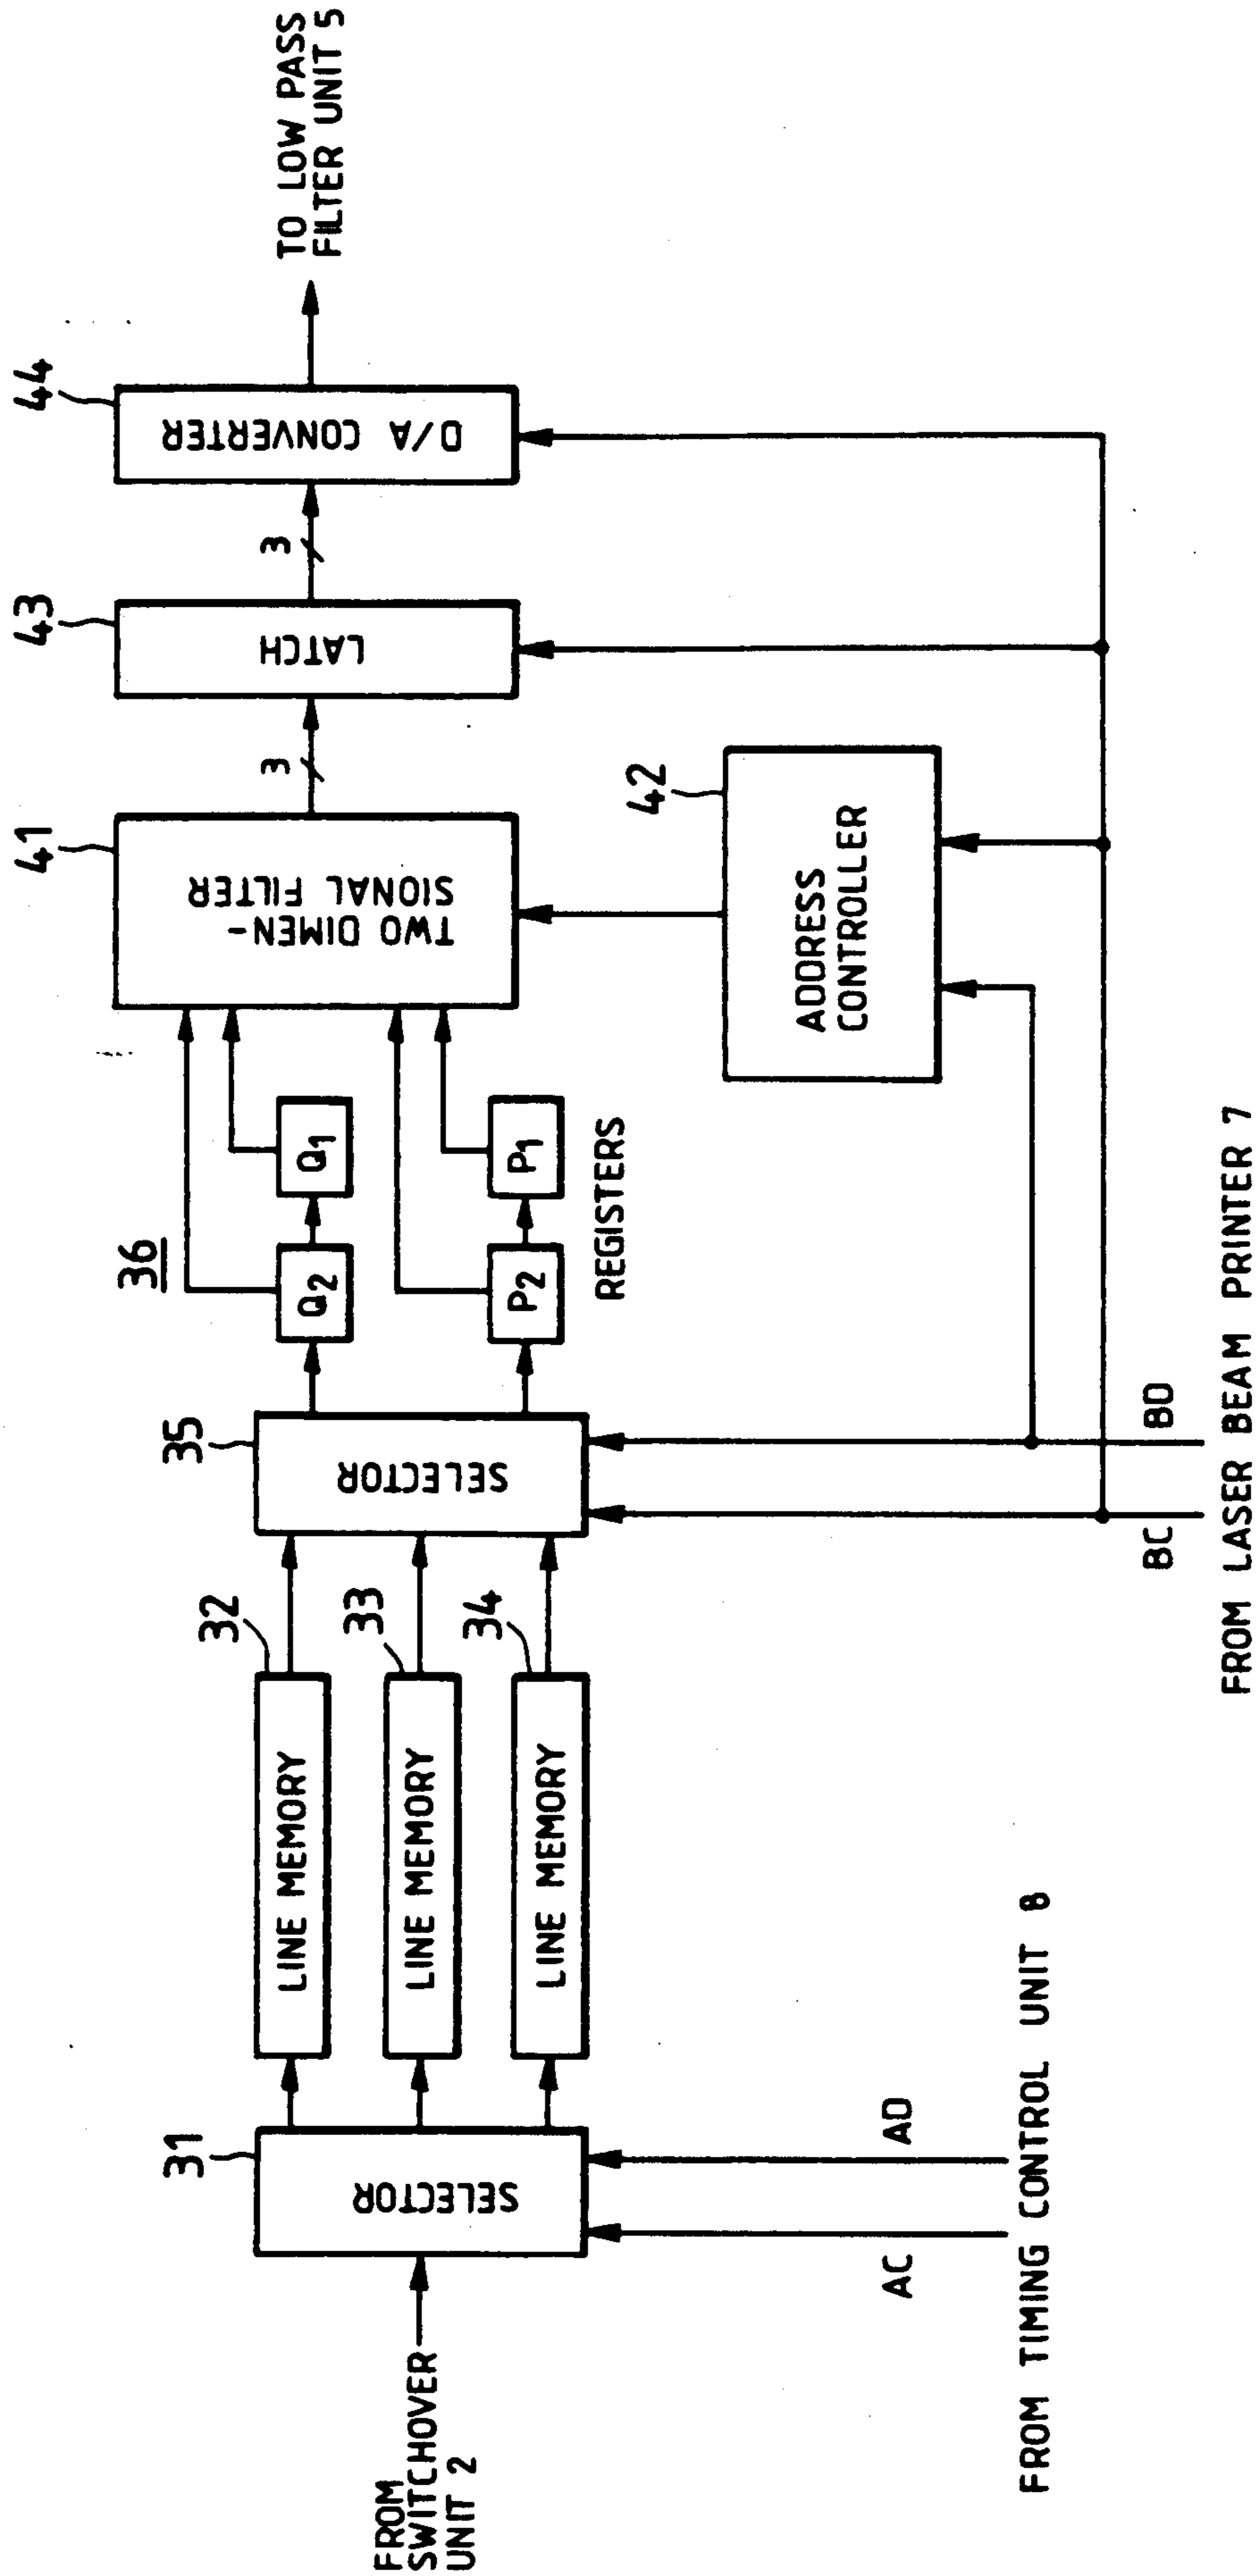 FROM
SWITCHOVER
UNIT 2
31
SELECTOR
AC
AD
FROM TIMING CONTROL UNIT 8
32
LINE MEMORY
33
LINE MEMORY
34
LINE MEMORY
35
SELECTOR
BC
BD
FROM LASER BEAM PRINTER 7
36
Q2
Q1
P2
P1
REGISTERS
41
TWO DIMEN-
SIONAL FILTER
42
ADDRESS
CONTROLLER
3
43
LATCH
3
44
D/A CONVERTER
TO LOW PASS
FILTER UNIT 5